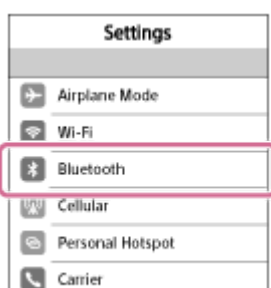 Settings
Airplane Mode
Wi-Fi
Bluetooth
Cellular
Personal Hotspot
Carrier